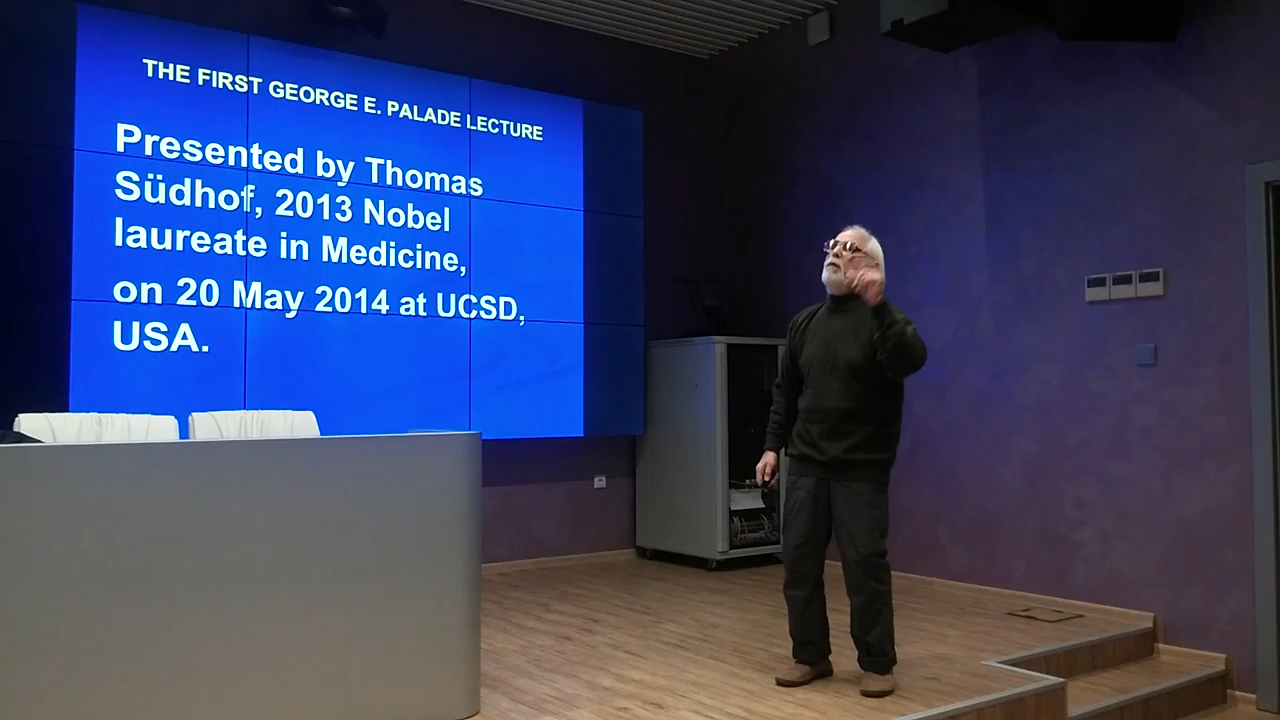 THE FIRST GEORGE E. PALADE LECTURE
Presented by Thomas
Südhof, 2013 Nobel
laureate in Medicine,
on 20 May 2014 at UCSD,
USA.